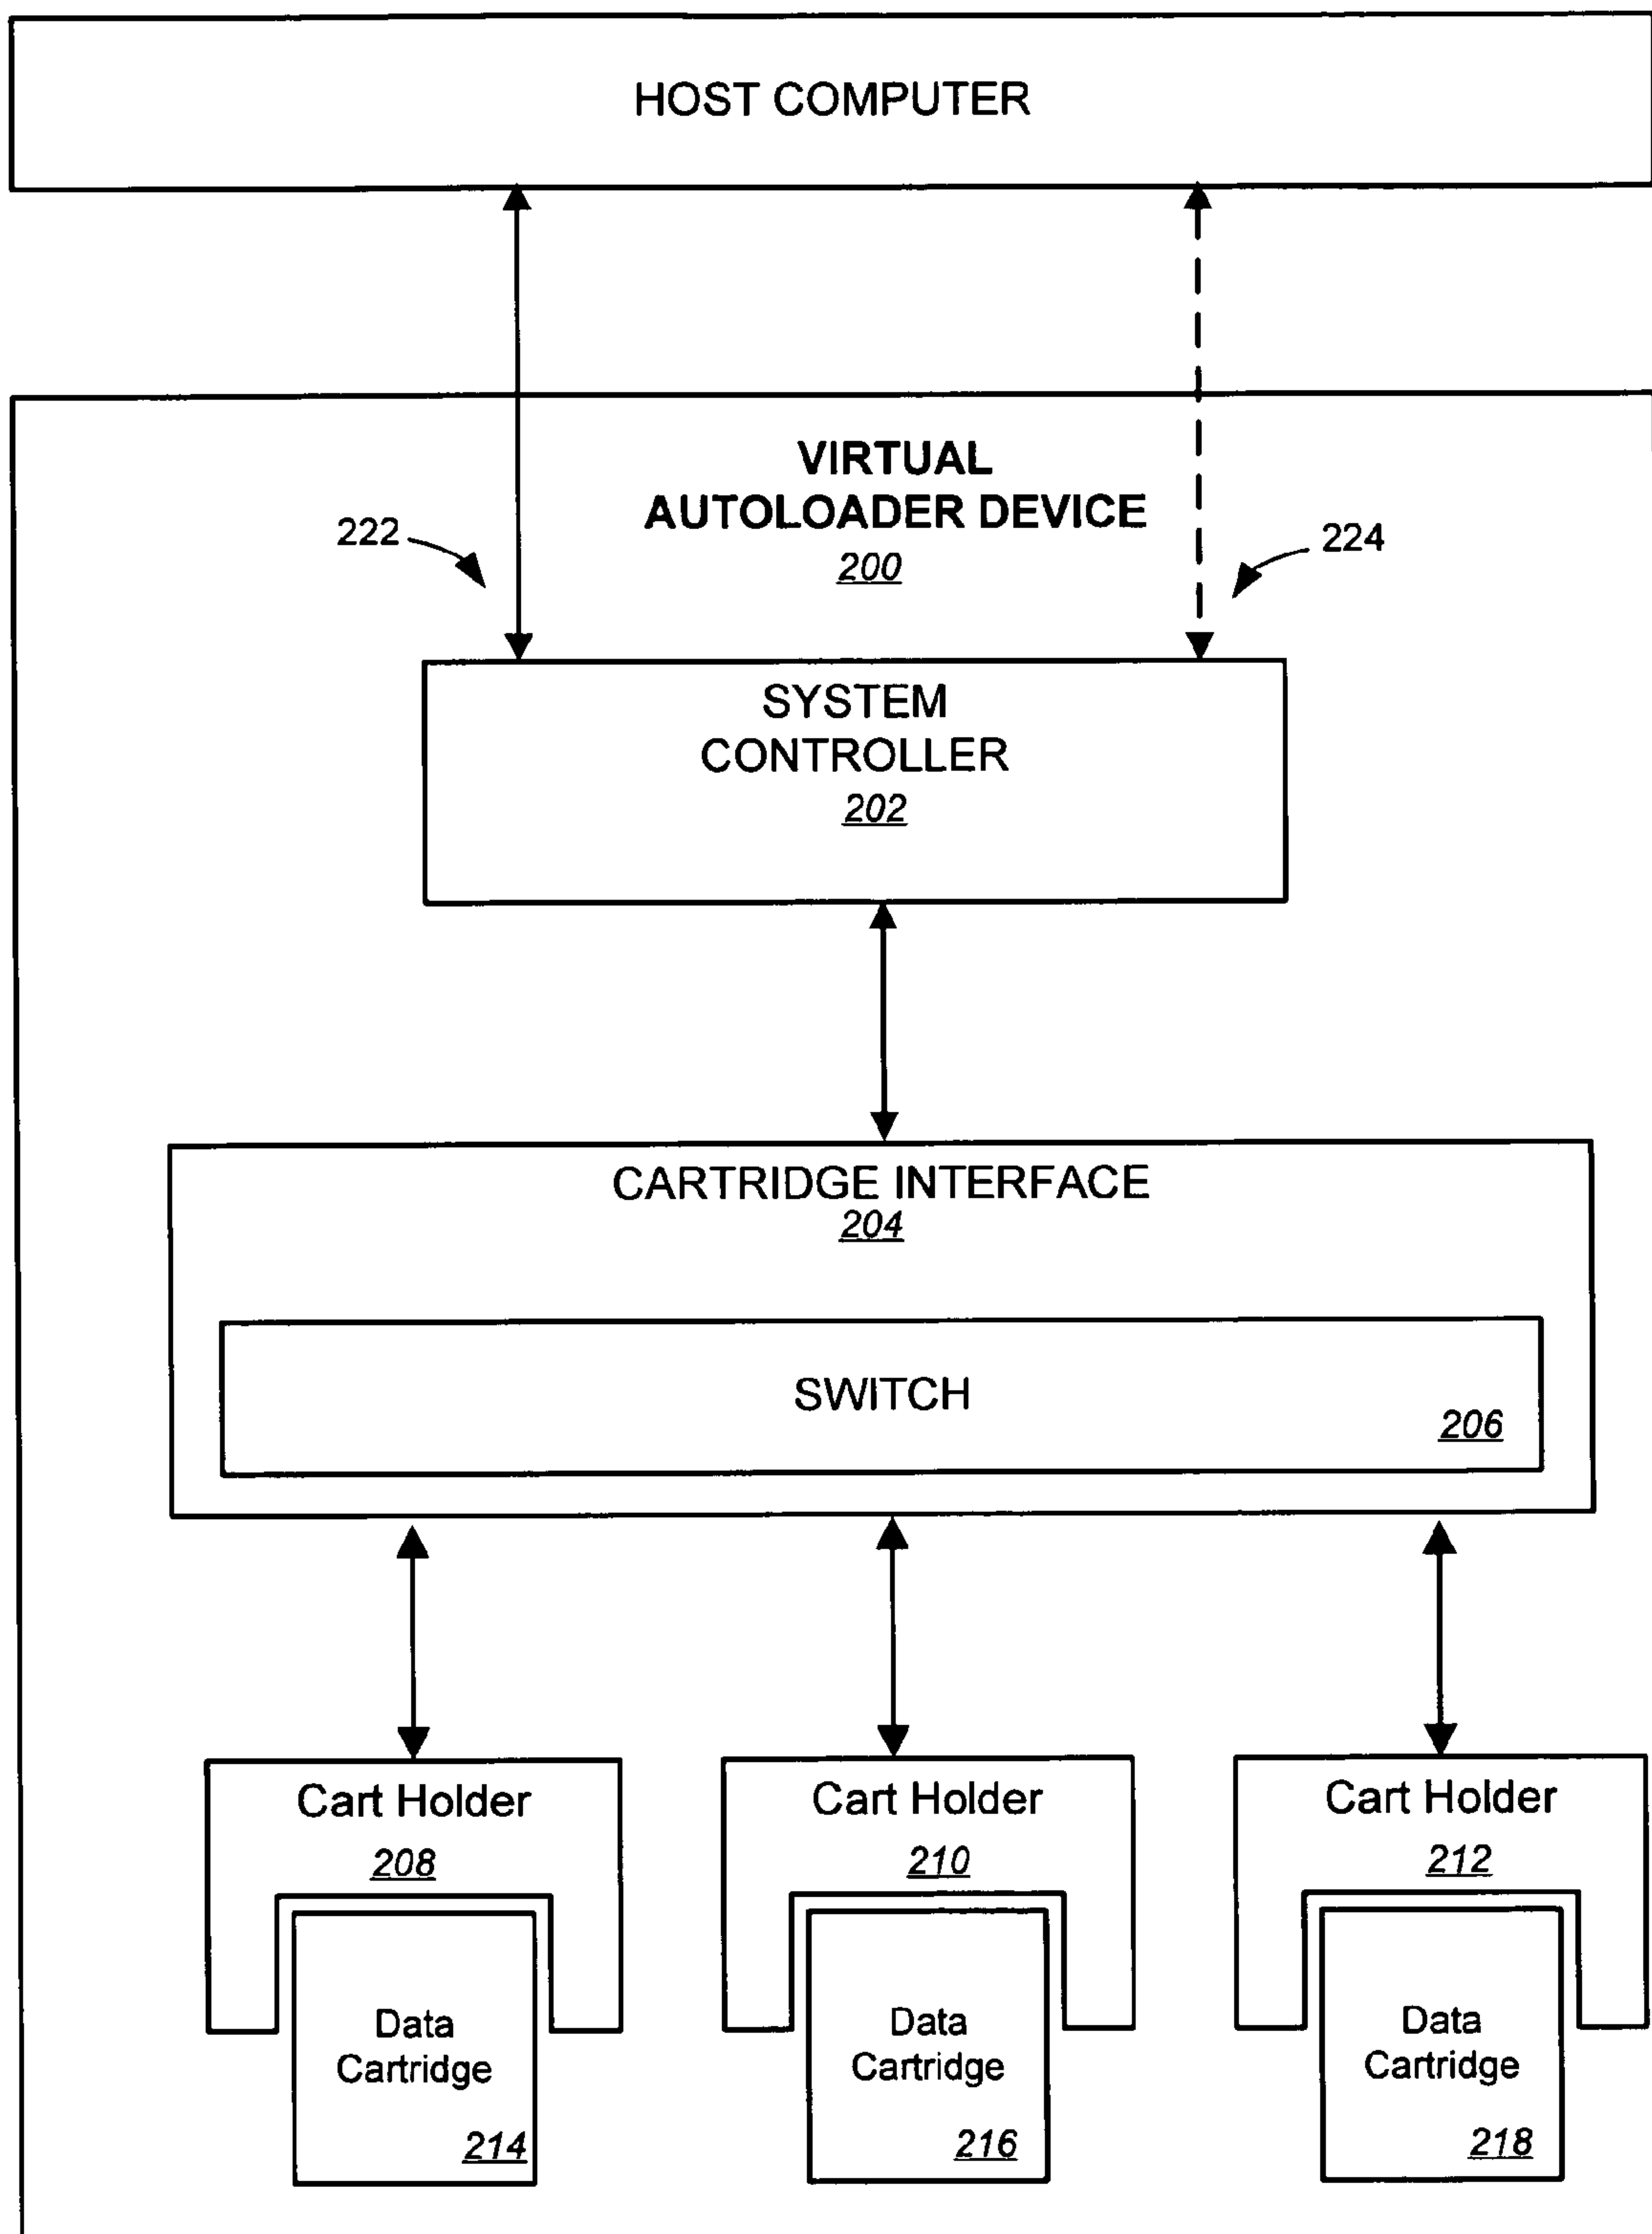 HOST COMPUTER
VIRTUAL
AUTOLOADER DEVICE
200
222
224
SYSTEM
CONTROLLER
202
CARTRIDGE INTERFACE
204
SWITCH
206
Cart Holder
208
Cart Holder
210
Cart Holder
212
Data
Cartridge
214
Data
Cartridge
216
Data
Cartridge
218